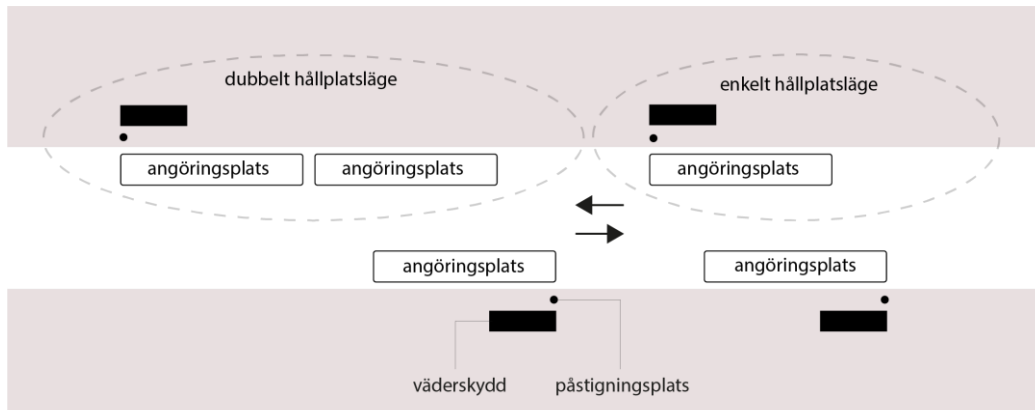 dubbelt hållplatsläge
enkelt hållplatsläge
angöringsplats
angöringsplats
angöringsplats
angöringsplats
angöringsplats
väderskydd
påstigningsplats